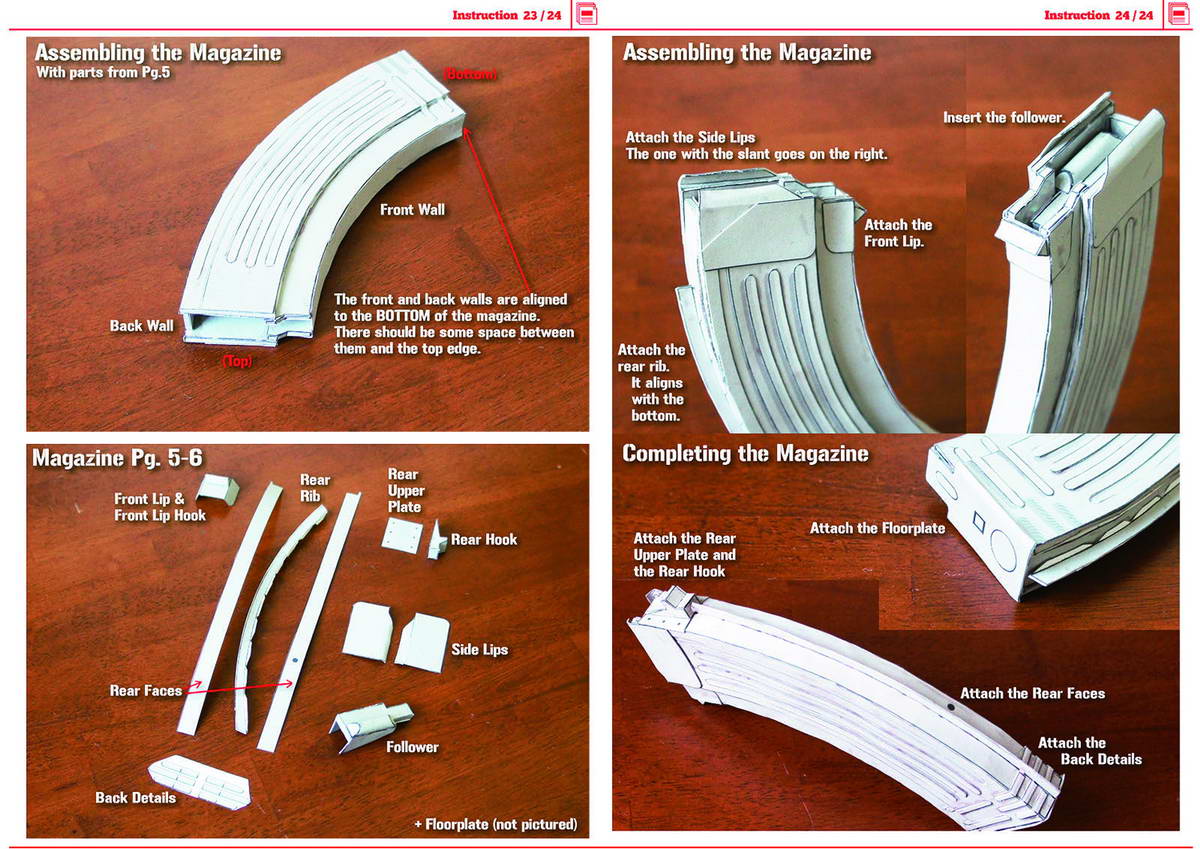 Instruction 23 / 24
Assembling the Magazine
With parts from Pg.5
(Bottom)
Front Wall
The front and back walls are aligned
to the BOTTOM of the magazine.
There should be some space between
them and the top edge.
Back Wall
(Top)
Magazine Pg. 5-6
Front Lip &
Front Lip Hook
Rear
Rib
Rear
Upper
Plate
Rear Hook
Side Lips
Rear Faces
Follower
Back Details
+ Floorplate (not pictured)
Instruction 24 / 24
Assembling the Magazine
Insert the follower.
Attach the Side Lips
The one with the slant goes on the right.
Attach the
Front Lip.
Attach the
rear rib.
It aligns
with the
bottom.
Completing the Magazine
Attach the Floorplate
Attach the Rear
Upper Plate and
the Rear Hook
Attach the Rear Faces
Attach the
Back Details